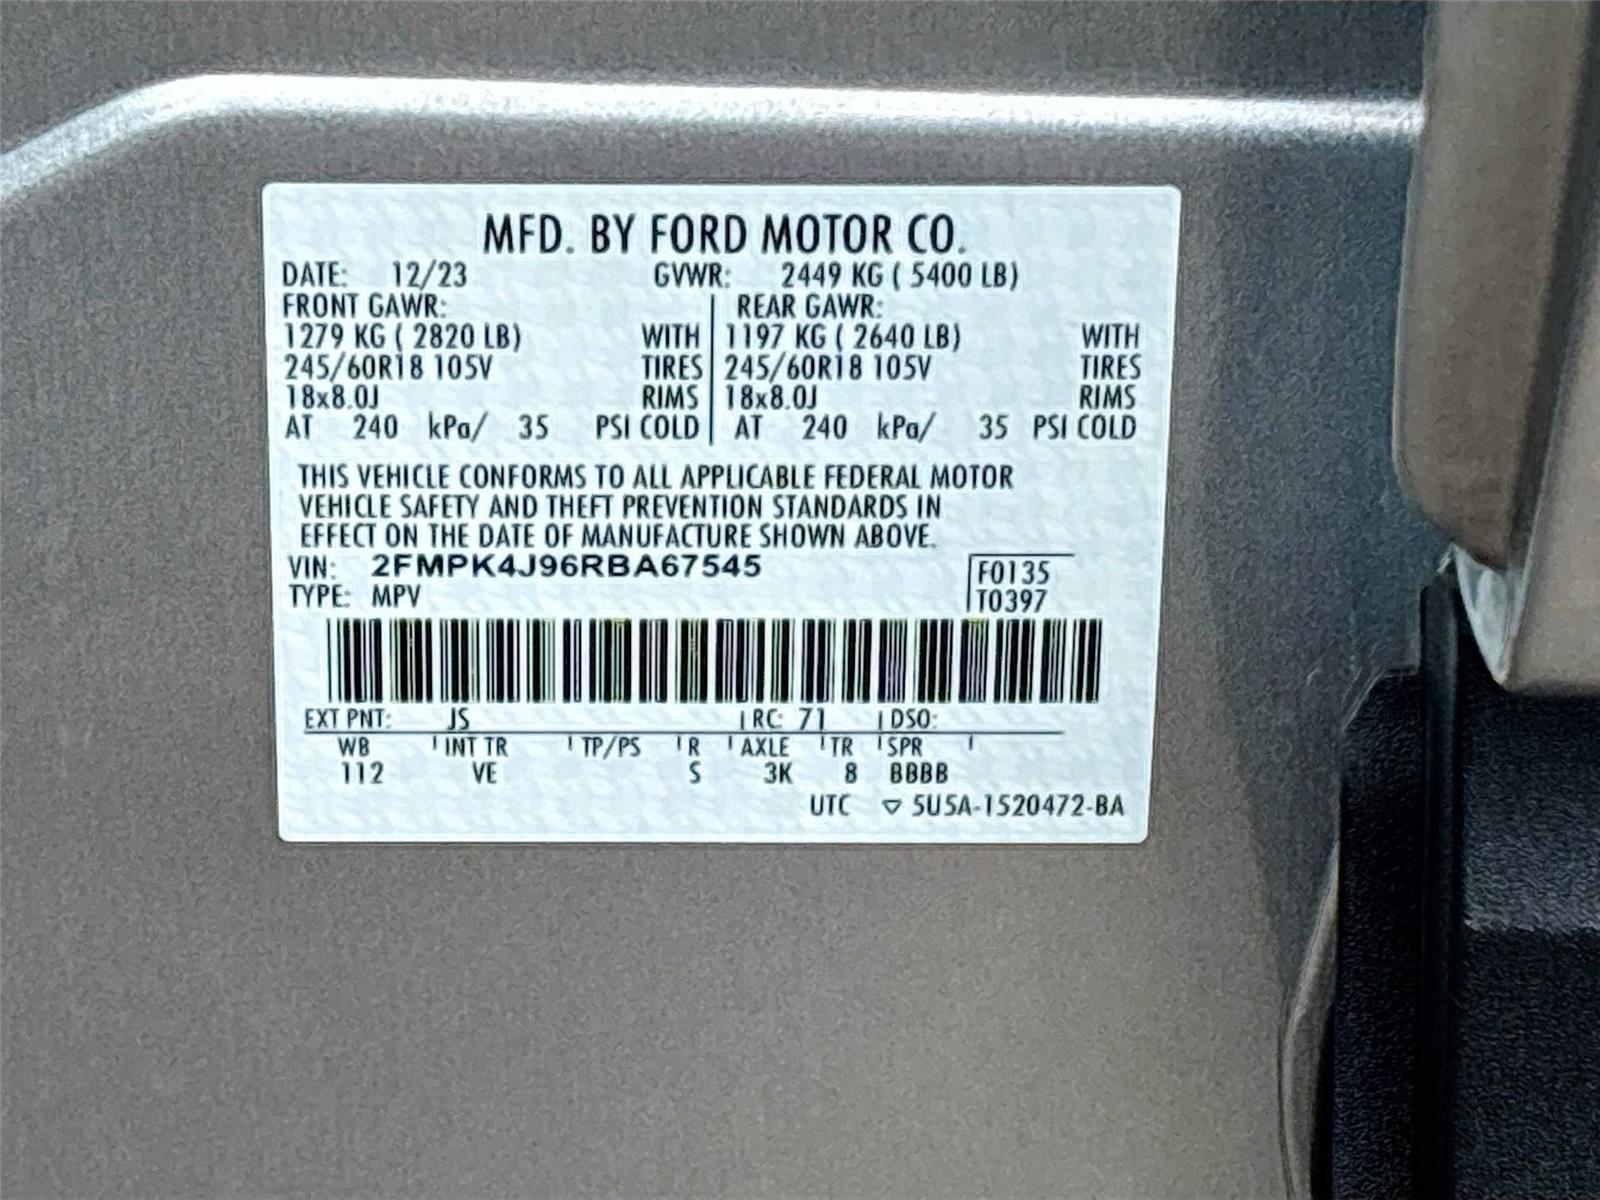 MFD. BY FORD MOTOR CO.
DATE: 12/23 GVWR: 2449 KG ( 5400 LB)
FRONT GAWR: REAR GAWR:
1279 KG ( 2820 LB) WITH 1197 KG ( 2640 LB) WITH
245/60R18 105V TIRES 245/60R18 105V TIRES
18x8.0J RIMS 18x8.0J RIMS
AT 240 kPa/ 35 PSI COLD AT 240 kPa/ 35 PSI COLD
THIS VEHICLE CONFORMS TO ALL APPLICABLE FEDERAL MOTOR
VEHICLE SAFETY AND THEFT PREVENTION STANDARDS IN
EFFECT ON THE DATE OF MANUFACTURE SHOWN ABOVE.
VIN: 2FMPK4J96RBA67545 F0135
TYPE: MPV T0397
EXT PNT: JS RC: 71 DSO:
WB INT TR TP/PS R AXLE TR SPR
112 VE S 3K 8 BBBB
UTC ▽ 5U5A-1520472-BA